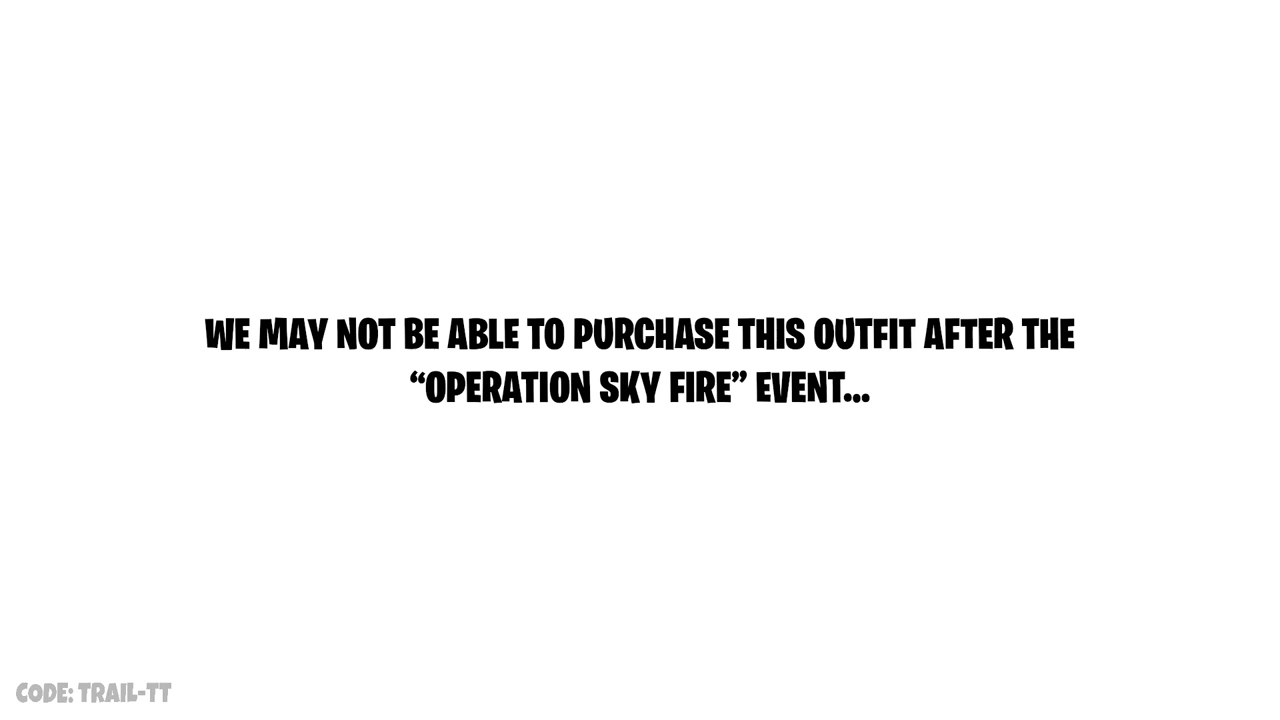 WE MAY NOT BE ABLE TO PURCHASE THIS OUTFIT AFTER THE
“OPERATION SKY FIRE” EVENT...
CODE: TRAIL-TT